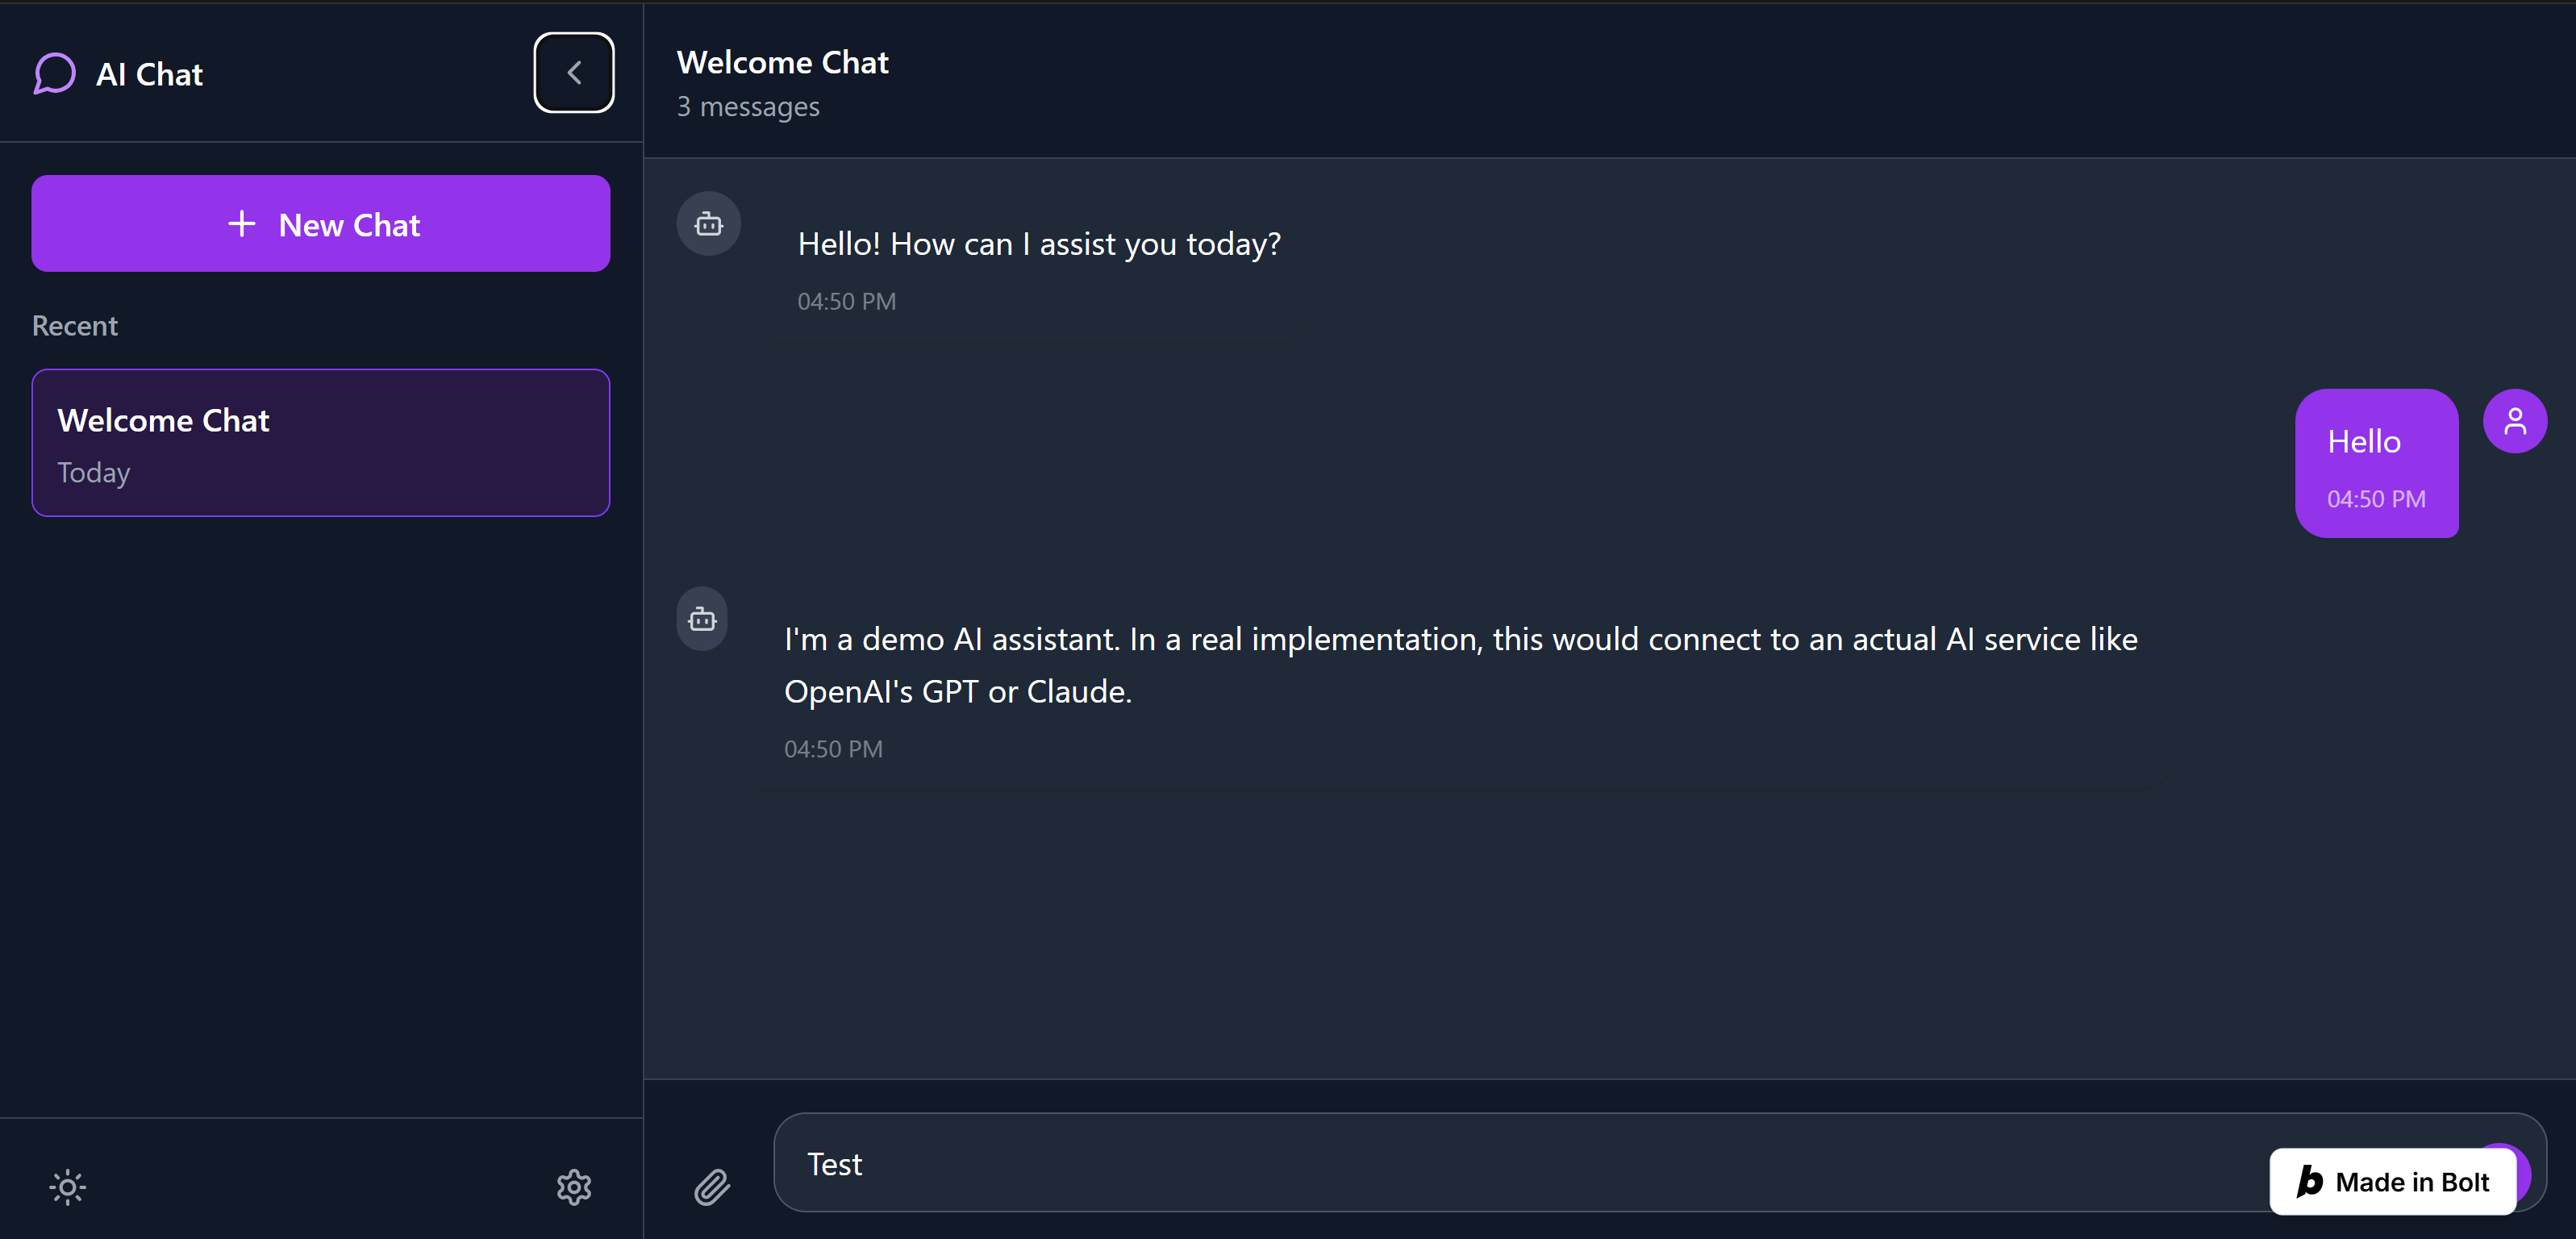 AI Chat
New Chat
Recent
Welcome Chat
Today
Welcome Chat
3 messages
Hello! How can I assist you today?
04:50 PM
Hello
04:50 PM
I'm a demo AI assistant. In a real implementation, this would connect to an actual AI service like
OpenAI's GPT or Claude.
04:50 PM
Test
b Made in Bolt